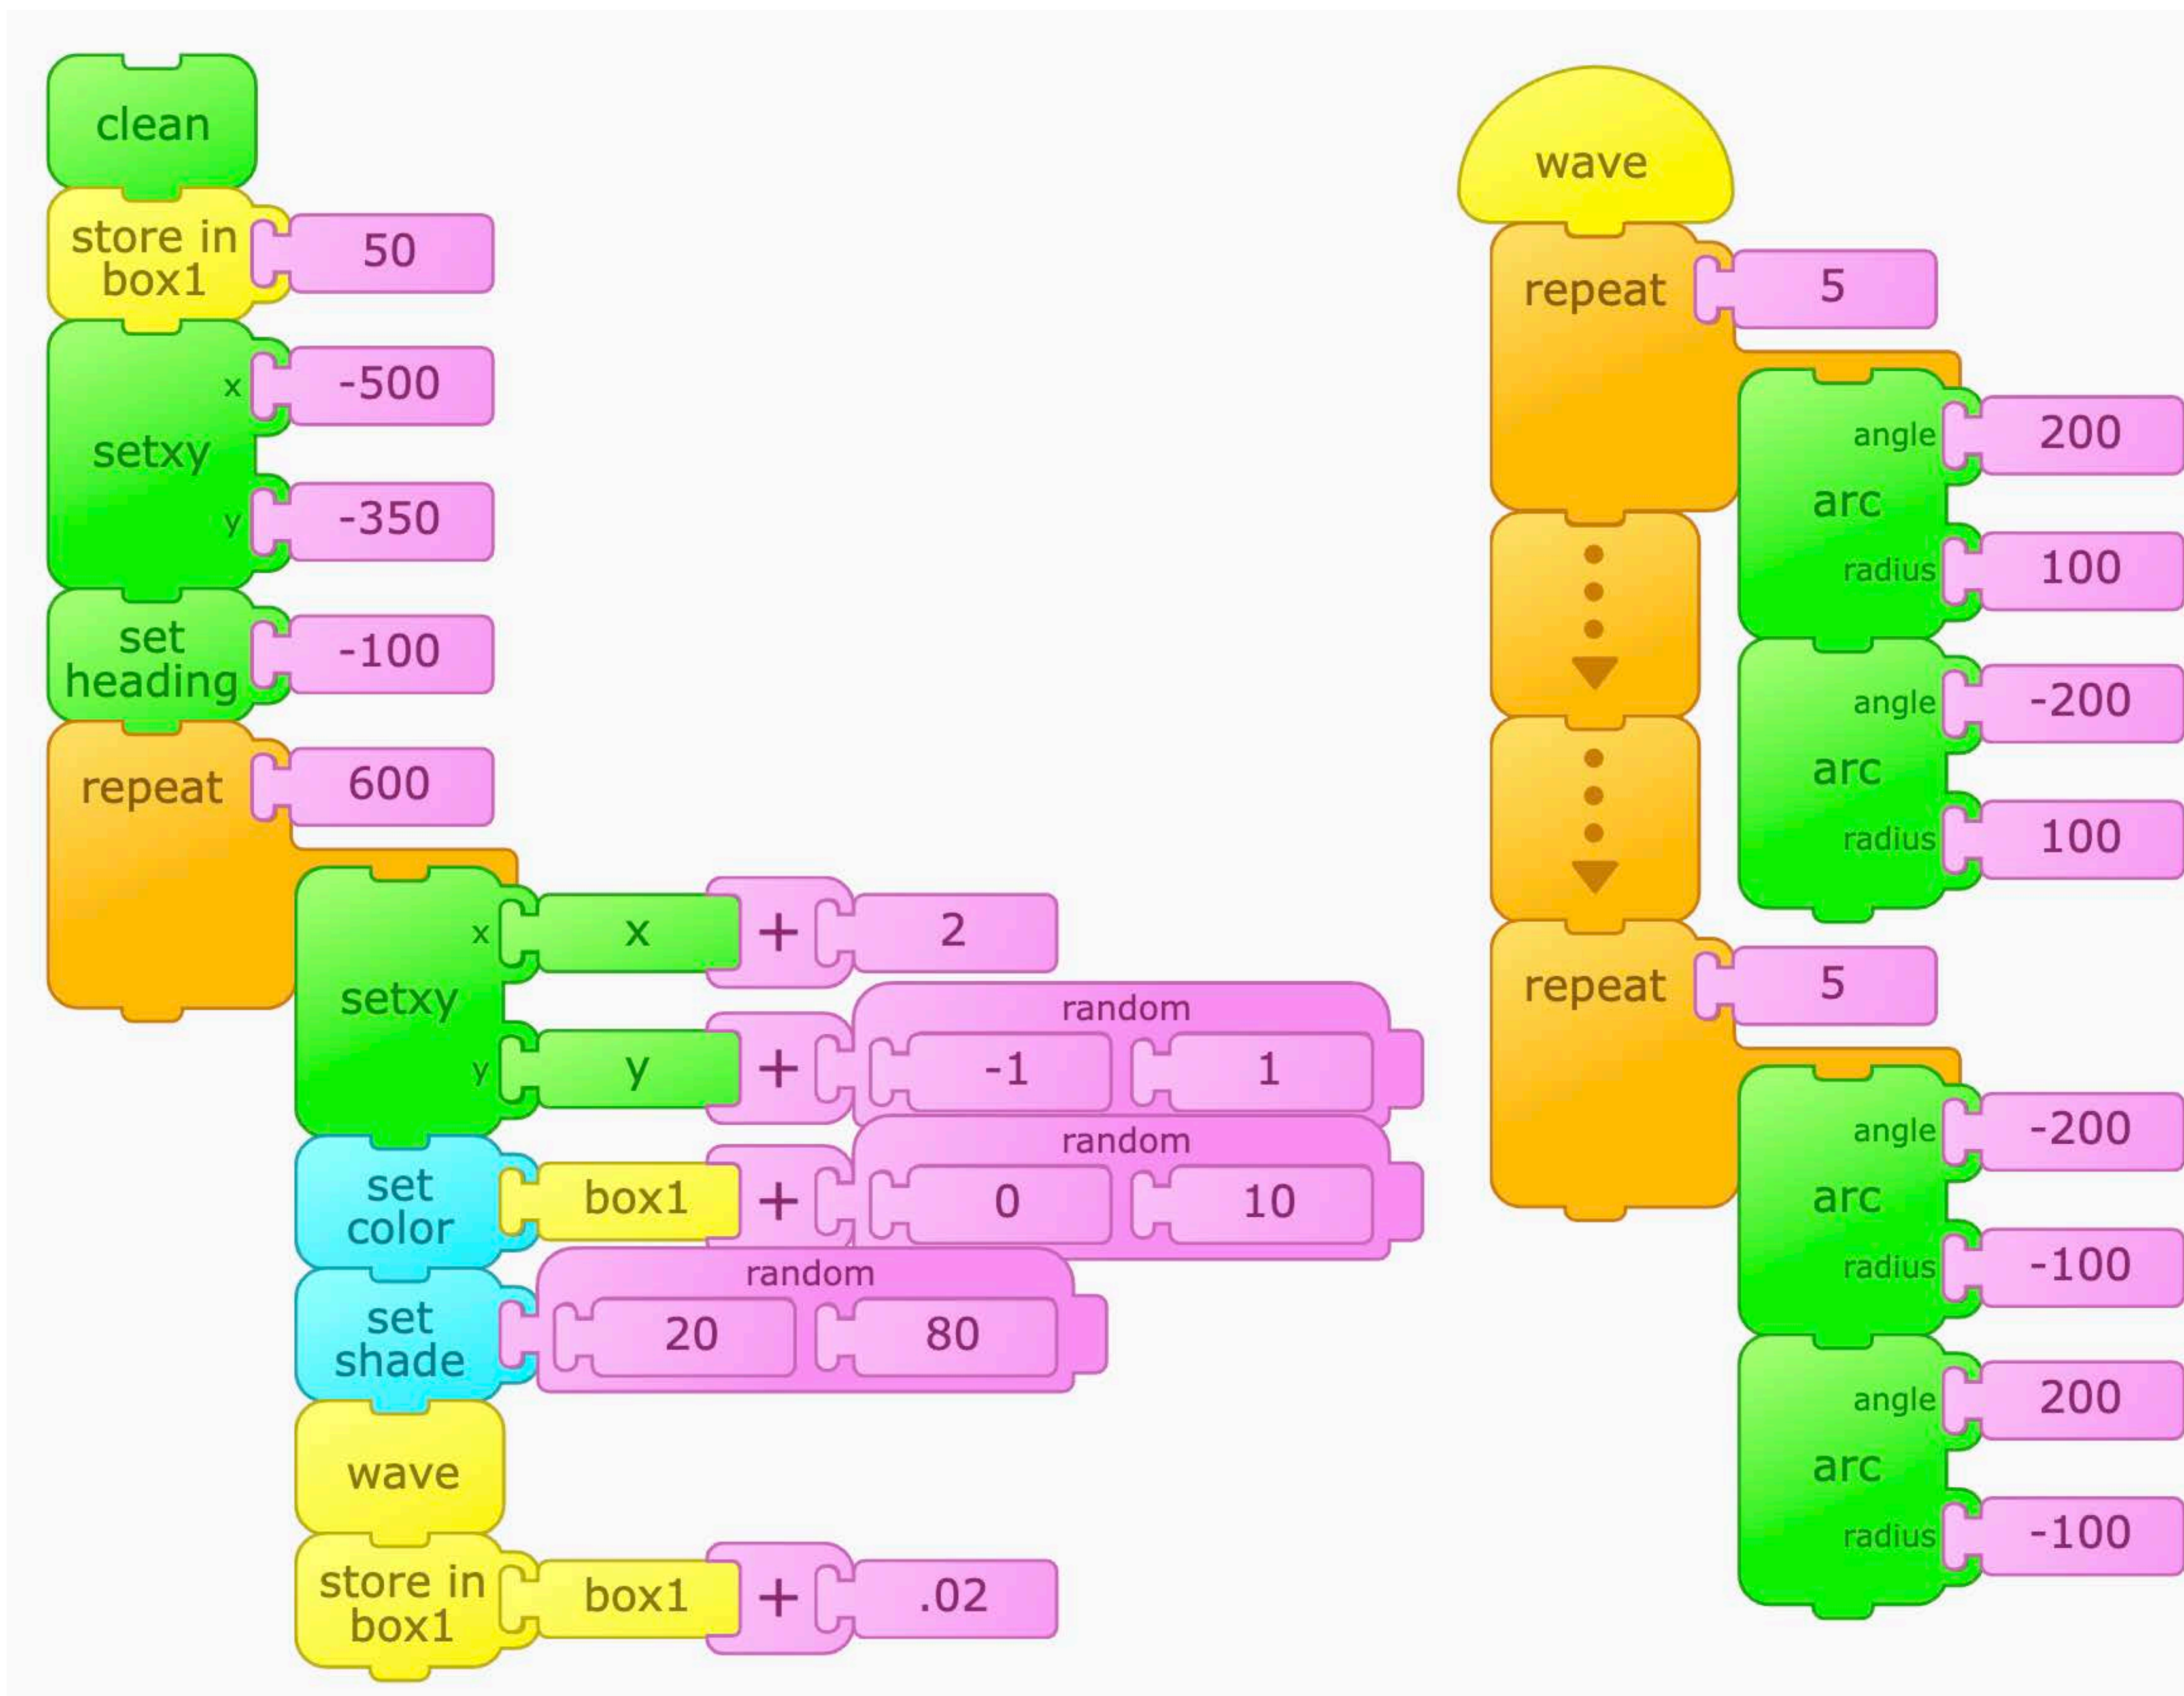 clean
store in
box1
50
setxy
x
-500
y
-350
set
heading
-100
repeat
600
setxy
x
x + 2
y
y + random -1 1
set
color
box1 + random 0 10
set
shade
random 20 80
wave
store in
box1
box1 + .02
wave
repeat
5
arc
angle
200
radius
100
arc
angle
-200
radius
100
repeat
5
arc
angle
-200
radius
-100
arc
angle
200
radius
-100